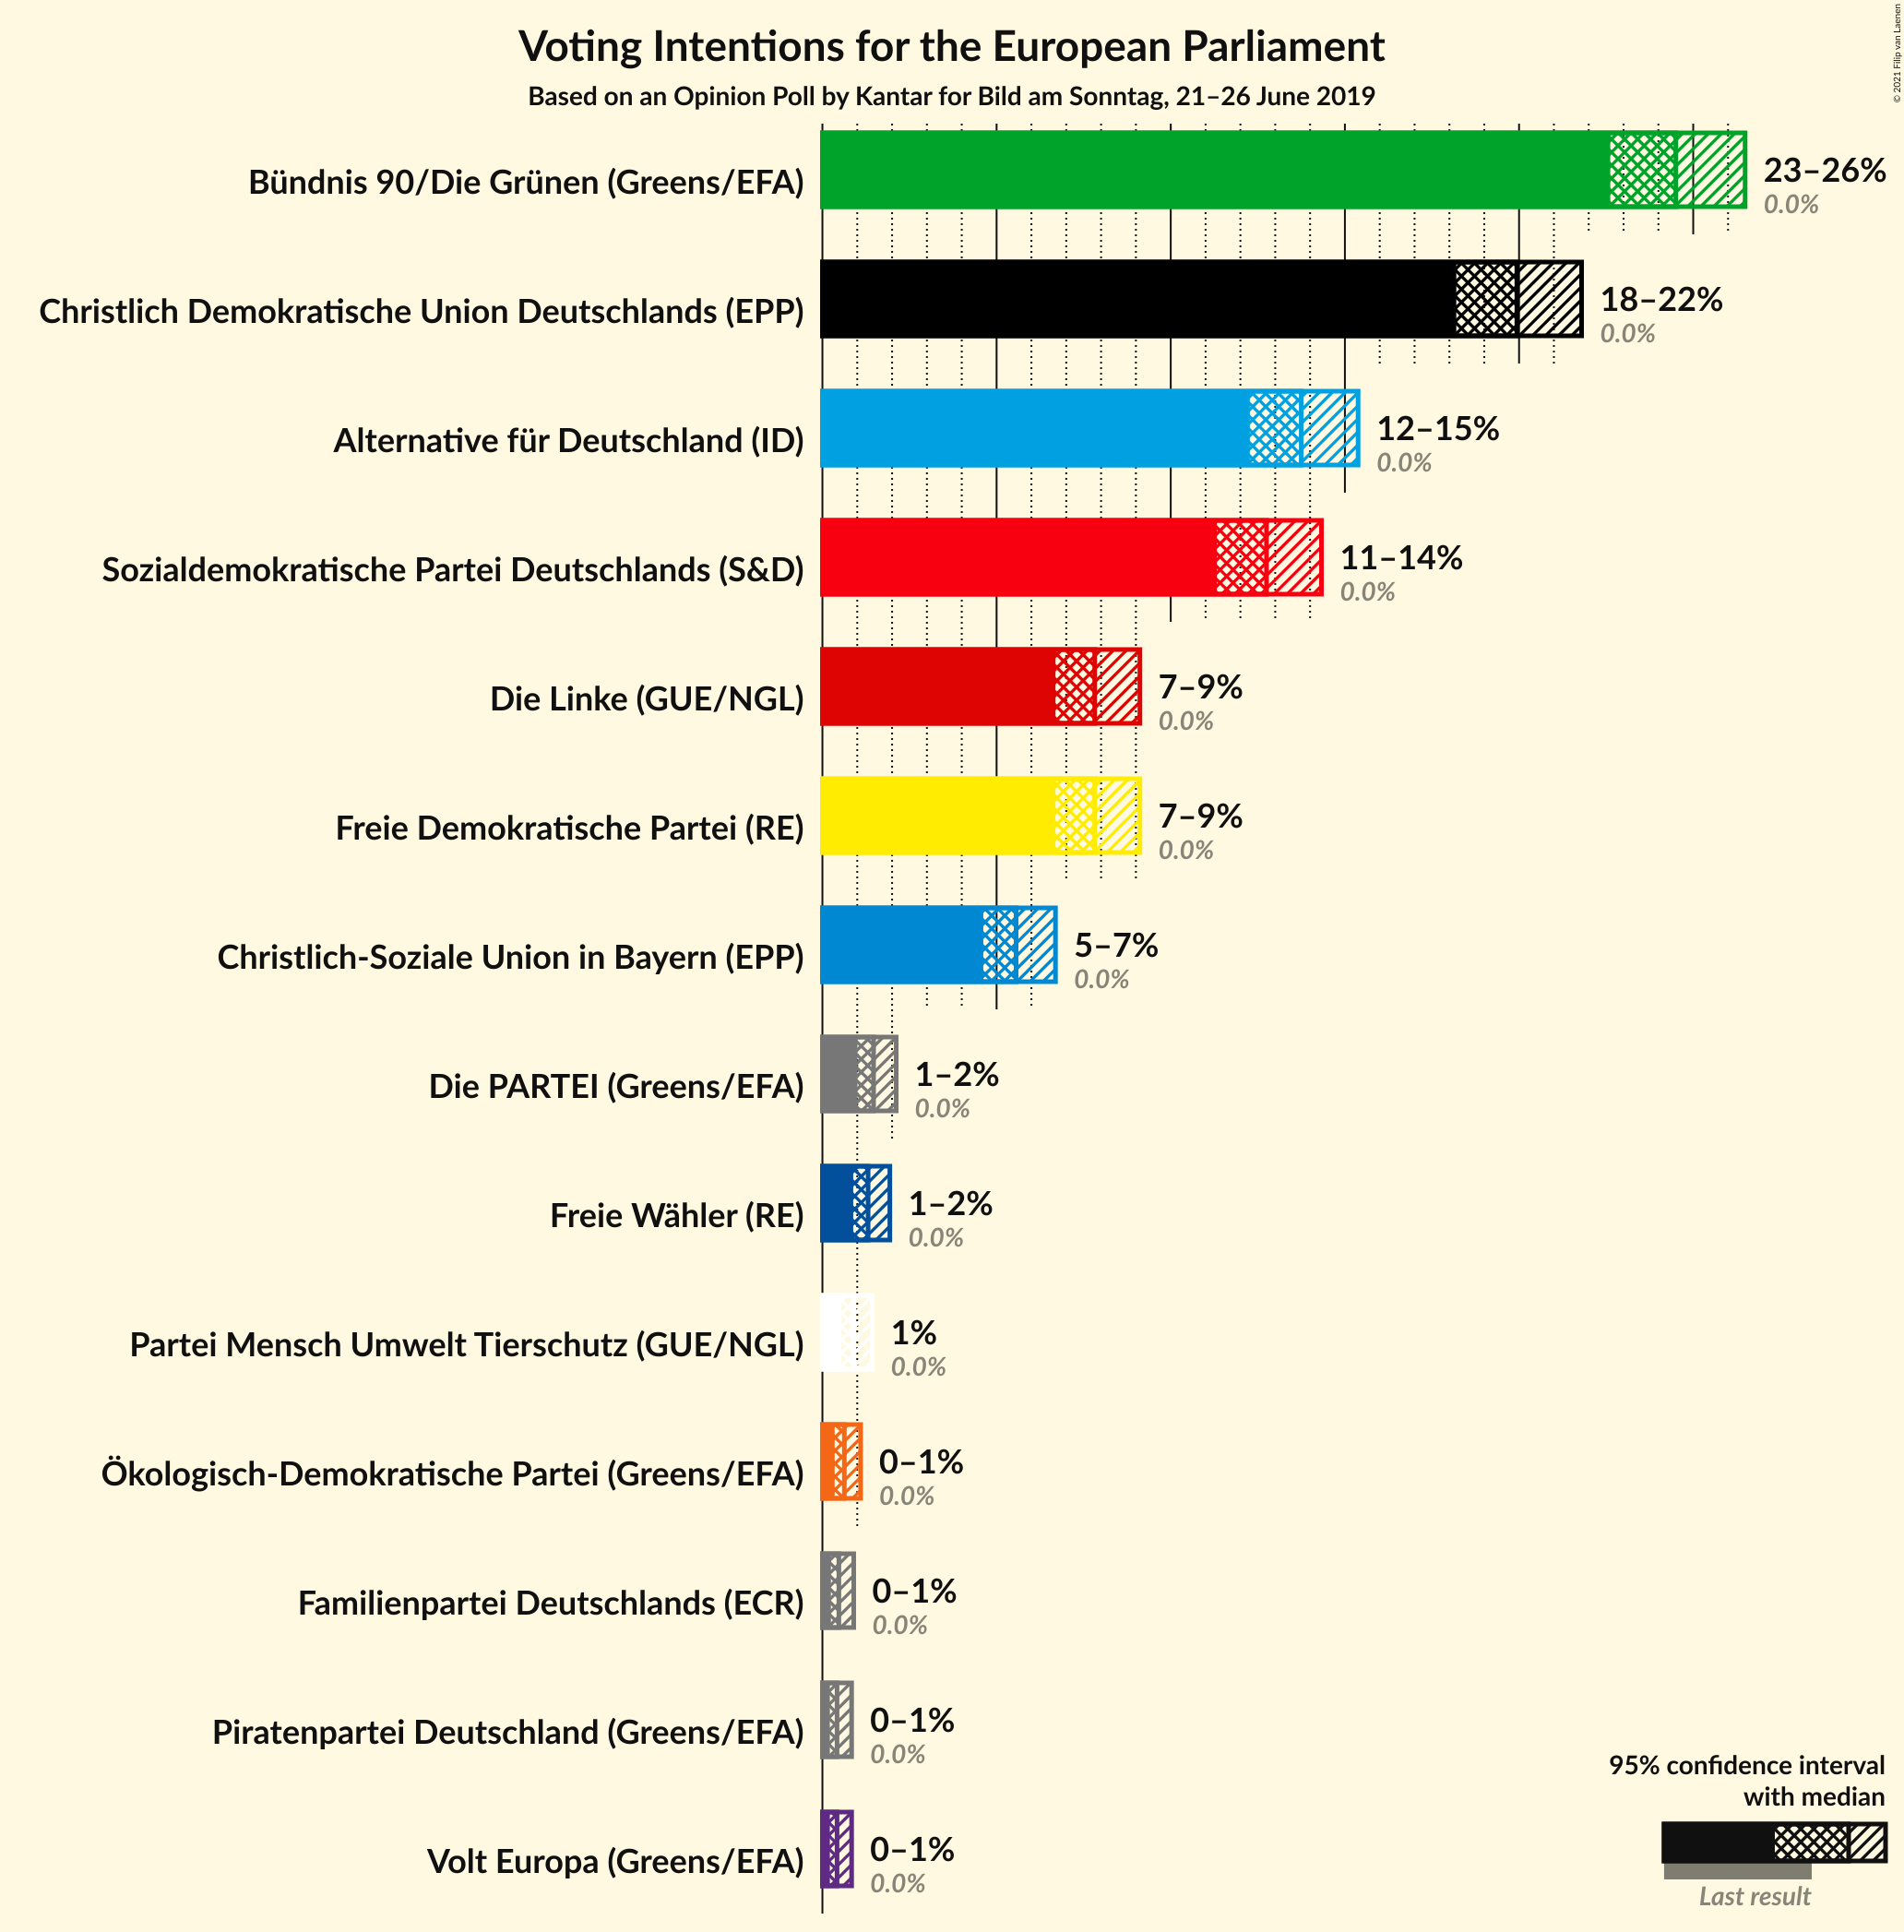 Voting Intentions for the European Parliament
Based on an Opinion Poll by Kantar for Bild am Sonntag, 21–26 June 2019
© 2021 Filip van Laenen
Bündnis 90/Die Grünen (Greens/EFA)
23–26%
0.0%
Christlich Demokratische Union Deutschlands (EPP)
18–22%
0.0%
Alternative für Deutschland (ID)
12–15%
0.0%
Sozialdemokratische Partei Deutschlands (S&D)
11–14%
0.0%
Die Linke (GUE/NGL)
7–9%
0.0%
Freie Demokratische Partei (RE)
7–9%
0.0%
Christlich-Soziale Union in Bayern (EPP)
5–7%
0.0%
Die PARTEI (Greens/EFA)
1–2%
0.0%
Freie Wähler (RE)
1–2%
0.0%
Partei Mensch Umwelt Tierschutz (GUE/NGL)
1%
0.0%
Ökologisch-Demokratische Partei (Greens/EFA)
0–1%
0.0%
Familienpartei Deutschlands (ECR)
0–1%
0.0%
Piratenpartei Deutschland (Greens/EFA)
0–1%
0.0%
Volt Europa (Greens/EFA)
0–1%
0.0%
95% confidence interval
with median
Last result